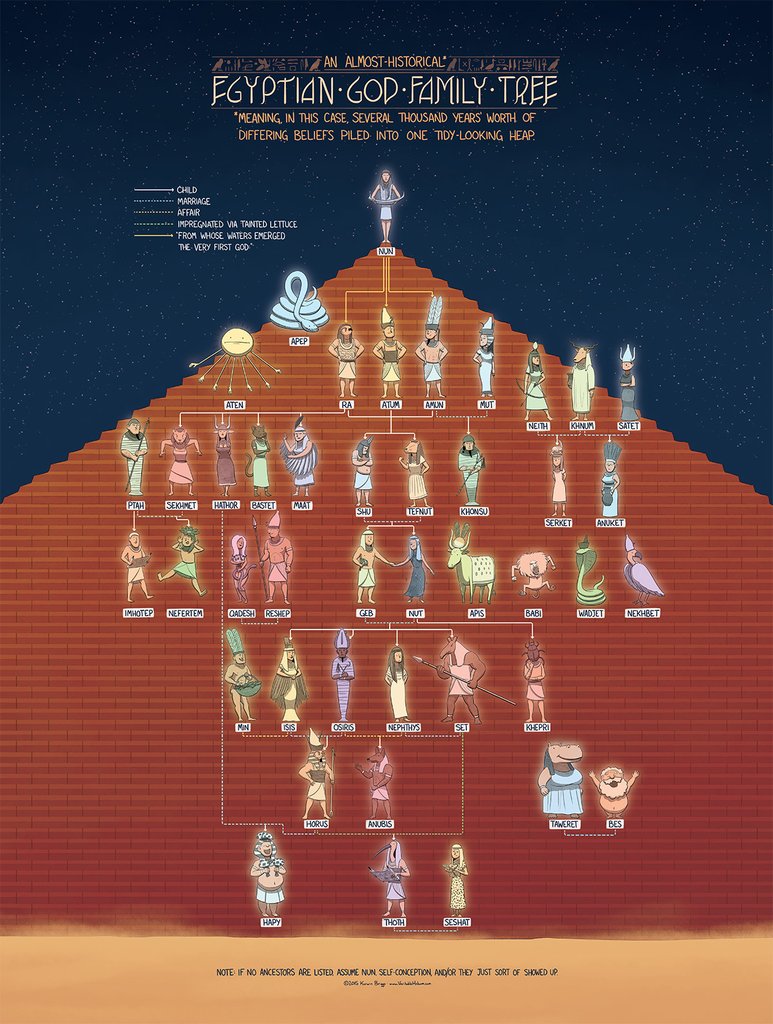 AN ALMOST-HISTORICAL*
EGYPTIAN·GOD·FAMILY·TREE
*MEANING, IN THIS CASE, SEVERAL THOUSAND YEARS' WORTH OF
DIFFERING BELIEFS PILED INTO ONE TIDY-LOOKING HEAP.
CHILD
MARRIAGE
AFFAIR
IMPREGNATED VIA TAINTED LETTUCE
"FROM WHOSE WATERS EMERGED
THE VERY FIRST GOD"
NUN
APEP
ATEN
RA
ATUM
AMUN
MUT
NEITH
KHNUM
SATET
PTAH
SEKHMET
HATHOR
BASTET
MAAT
SHU
TEFNUT
KHONSU
SERKET
ANUKET
IMHOTEP
NEFERTEM
QADESH
RESHEP
GEB
NUT
APIS
BABI
WADJET
NEKHBET
MIN
ISIS
OSIRIS
NEPHTHYS
SET
KHEPRI
HORUS
ANUBIS
TAWERET
BES
HAPY
THOTH
SESHAT
NOTE: IF NO ANCESTORS ARE LISTED, ASSUME NUN, SELF-CONCEPTION, AND/OR THEY JUST SORT OF SHOWED UP.
©2015 Korwin Briggs · www.VeritableHokum.com